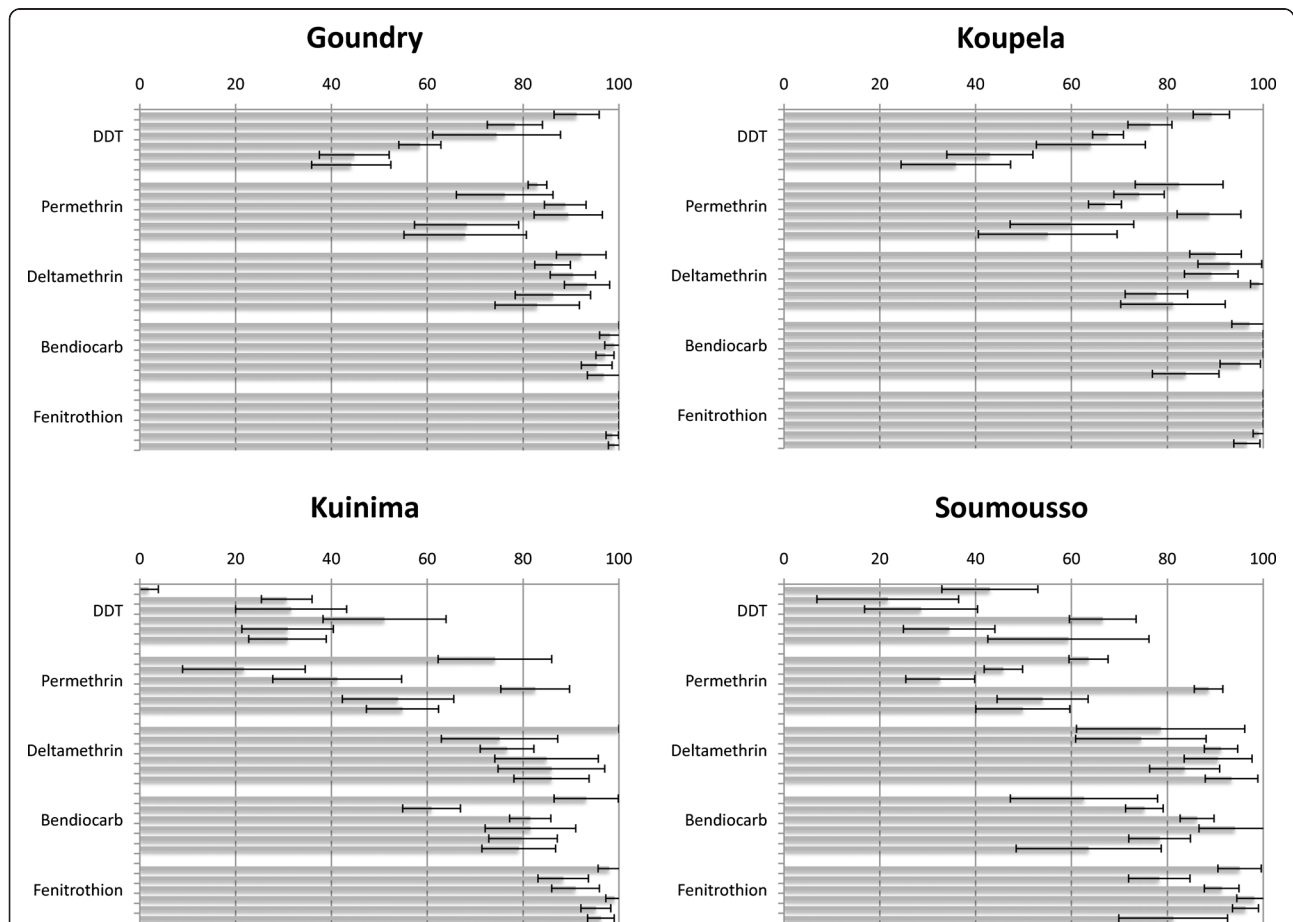 Goundry
0 20 40 60 80 100
DDT
Permethrin
Deltamethrin
Bendiocarb
Fenitrothion
Koupela
0 20 40 60 80 100
DDT
Permethrin
Deltamethrin
Bendiocarb
Fenitrothion
Kuinima
0 20 40 60 80 100
DDT
Permethrin
Deltamethrin
Bendiocarb
Fenitrothion
Soumousso
0 20 40 60 80 100
DDT
Permethrin
Deltamethrin
Bendiocarb
Fenitrothion